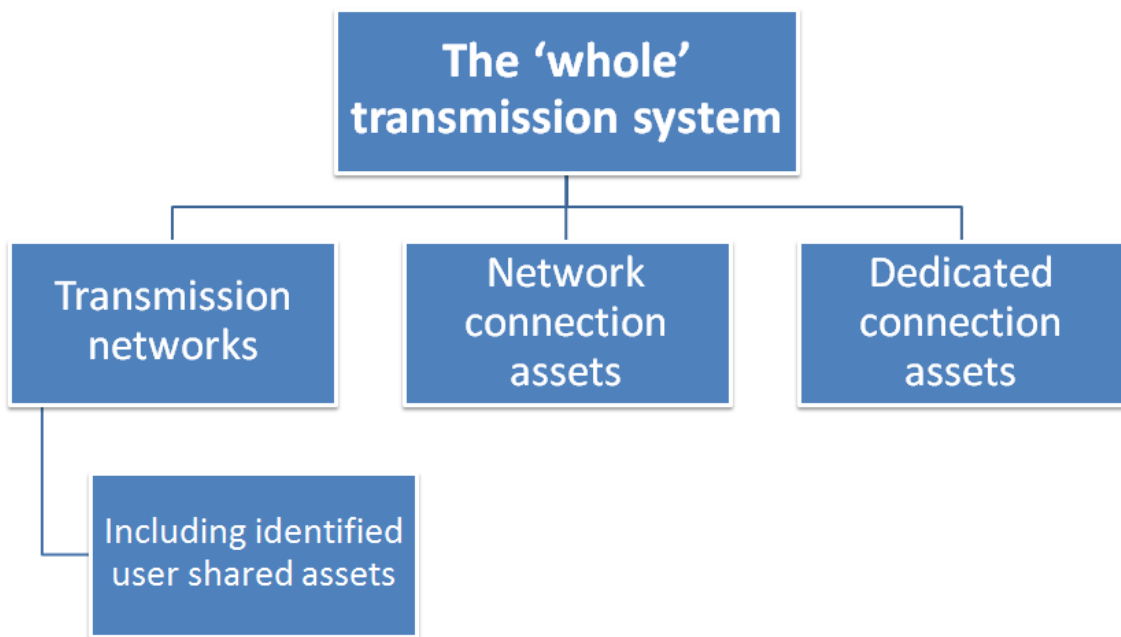 The ‘whole’
transmission system
Transmission
networks
Network
connection
assets
Dedicated
connection
assets
Including identified
user shared assets